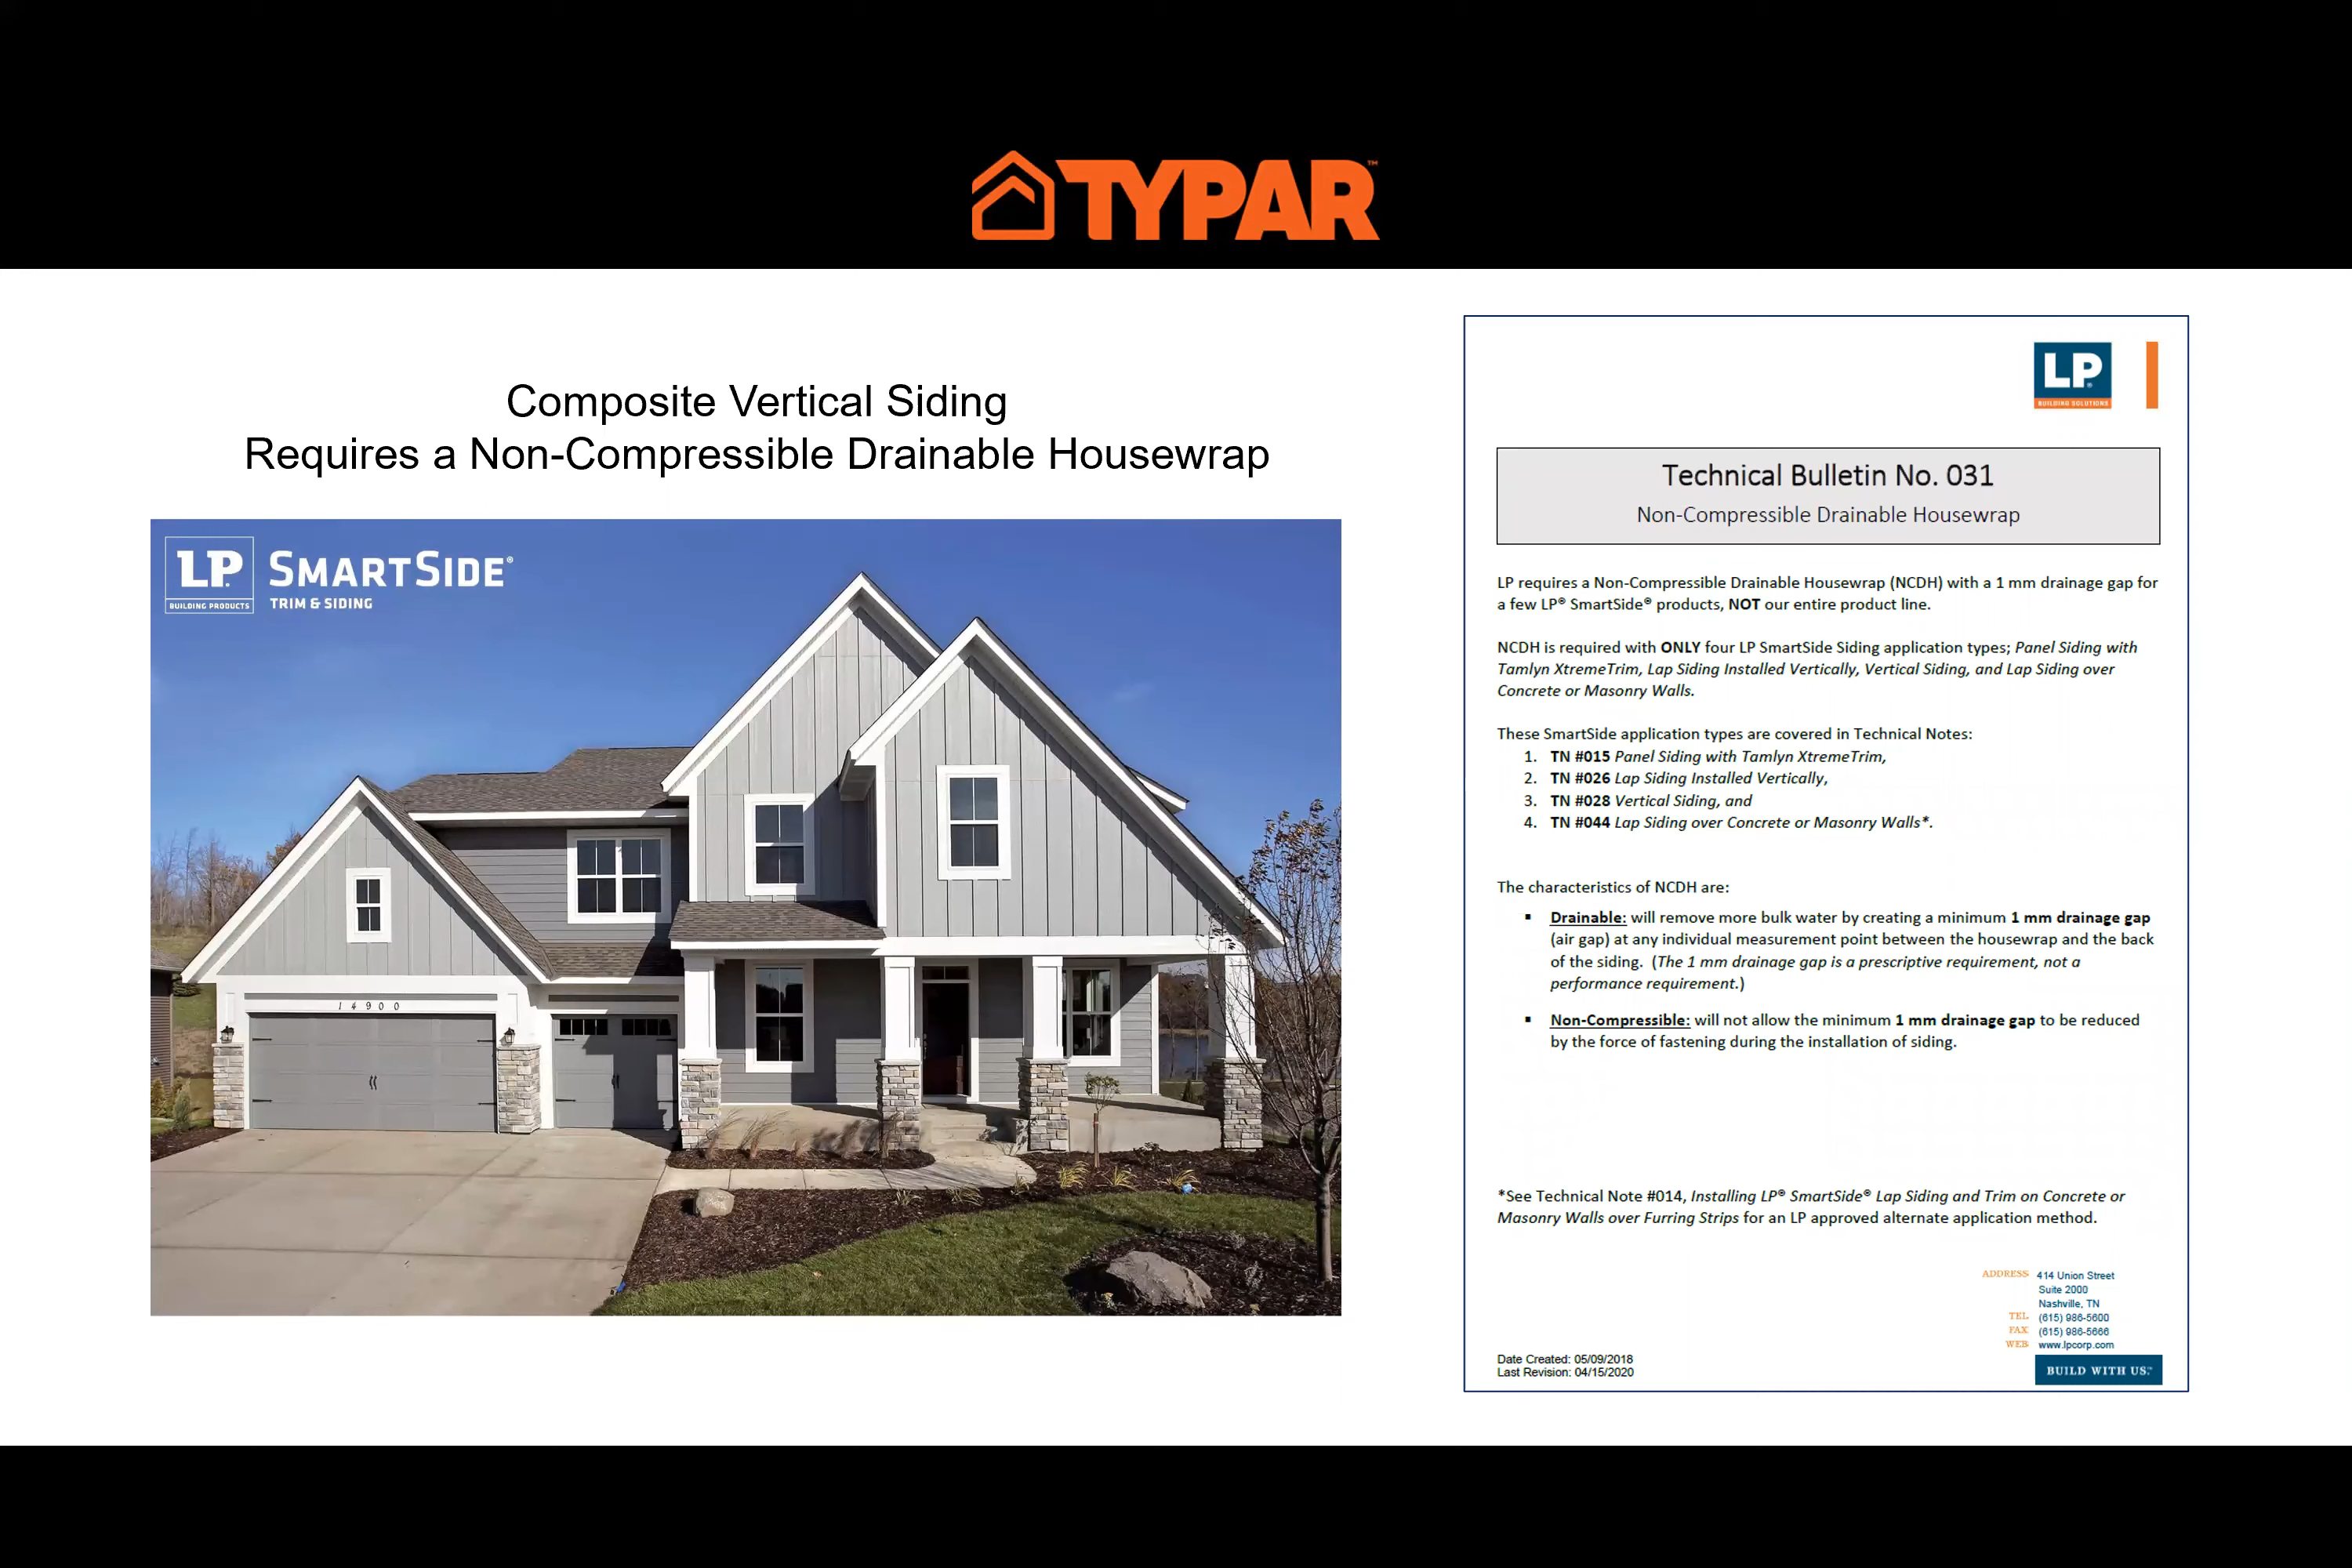 TYPAR™
Composite Vertical Siding
Requires a Non-Compressible Drainable Housewrap
LP®
BUILDING PRODUCTS
SMARTSIDE®
TRIM & SIDING
14900
LP®
BUILDING SOLUTIONS
Technical Bulletin No. 031
Non-Compressible Drainable Housewrap
LP requires a Non-Compressible Drainable Housewrap (NCDH) with a 1 mm drainage gap for
a few LP® SmartSide® products, NOT our entire product line.
NCDH is required with ONLY four LP SmartSide Siding application types; Panel Siding with
Tamlyn XtremeTrim, Lap Siding Installed Vertically, Vertical Siding, and Lap Siding over
Concrete or Masonry Walls.
These SmartSide application types are covered in Technical Notes:
1. TN #015 Panel Siding with Tamlyn XtremeTrim,
2. TN #026 Lap Siding Installed Vertically,
3. TN #028 Vertical Siding, and
4. TN #044 Lap Siding over Concrete or Masonry Walls*.
The characteristics of NCDH are:
▪ Drainable: will remove more bulk water by creating a minimum 1 mm drainage gap
(air gap) at any individual measurement point between the housewrap and the back
of the siding. (The 1 mm drainage gap is a prescriptive requirement, not a
performance requirement.)
▪ Non-Compressible: will not allow the minimum 1 mm drainage gap to be reduced
by the force of fastening during the installation of siding.
*See Technical Note #014, Installing LP® SmartSide® Lap Siding and Trim on Concrete or
Masonry Walls over Furring Strips for an LP approved alternate application method.
ADDRESS 414 Union Street
Suite 2000
Nashville, TN
TEL (615) 986-5600
FAX (615) 986-5666
WEB www.lpcorp.com
Date Created: 05/09/2018
Last Revision: 04/15/2020
BUILD WITH US.™